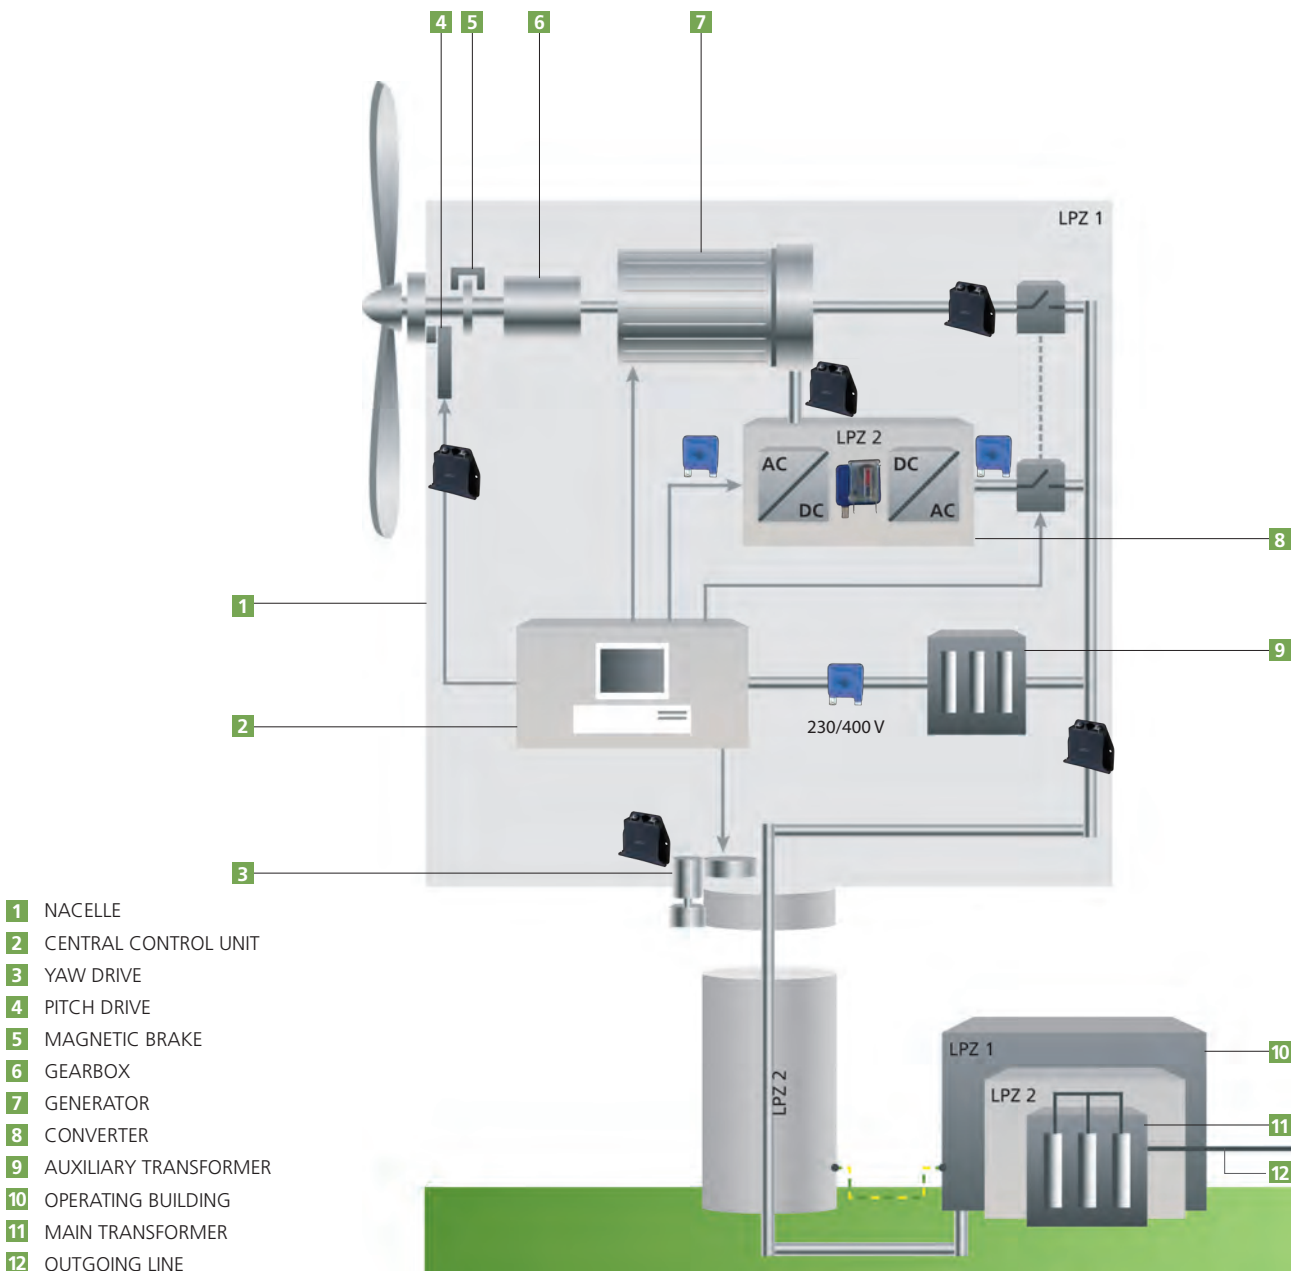 4 5 6 7
LPZ 1
LPZ 2
AC
DC
DC
AC
8
1
9
2
230/400 V
3
1 NACELLE
2 CENTRAL CONTROL UNIT
3 YAW DRIVE
4 PITCH DRIVE
5 MAGNETIC BRAKE
6 GEARBOX
7 GENERATOR
8 CONVERTER
9 AUXILIARY TRANSFORMER
10 OPERATING BUILDING
11 MAIN TRANSFORMER
12 OUTGOING LINE
LPZ 2
LPZ 1
10
LPZ 2
11
12